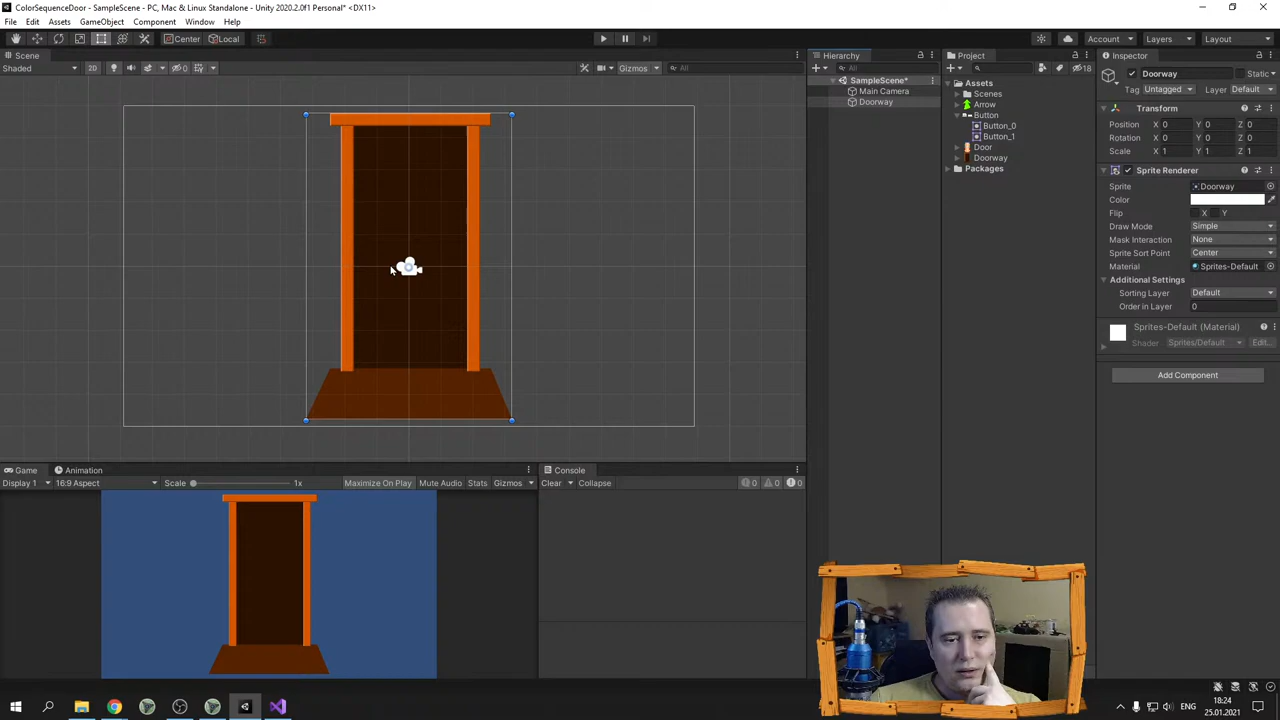 ColorSequenceDoor - SampleScene - PC, Mac & Linux Standalone - Unity 2020.2.0f1 Personal* <DX11>
File Edit Assets GameObject Component Window Help
Center Local Account Layers Layout
Scene Hierarchy Project Inspector
Shaded 2D 0 Gizmos All All 18
Doorway Static
Tag Untagged Layer Default
SampleScene*
Main Camera
Doorway
Assets
Scenes
Arrow
Button
Button_0
Button_1
Door
Doorway
Packages
Transform
Position X 0 Y 0 Z 0
Rotation X 0 Y 0 Z 0
Scale X 1 Y 1 Z 1
Sprite Renderer
Sprite Doorway
Color
Flip X Y
Draw Mode Simple
Mask Interaction None
Sprite Sort Point Center
Material Sprites-Default
Additional Settings
Sorting Layer Default
Order in Layer 0
Sprites-Default (Material)
Shader Sprites/Default Edit...
Add Component
Game Animation Console
Display 1 16:9 Aspect Scale 1x Maximize On Play Mute Audio Stats Gizmos Clear Collapse 0 0 0
ENG
18:24
25.01.2021